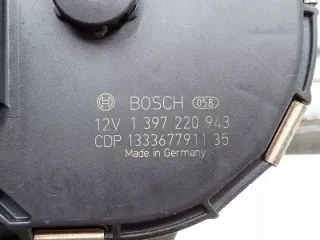 BOSCH 058
12V 1 397 220 943
CDP 1333677911 35
Made in Germany